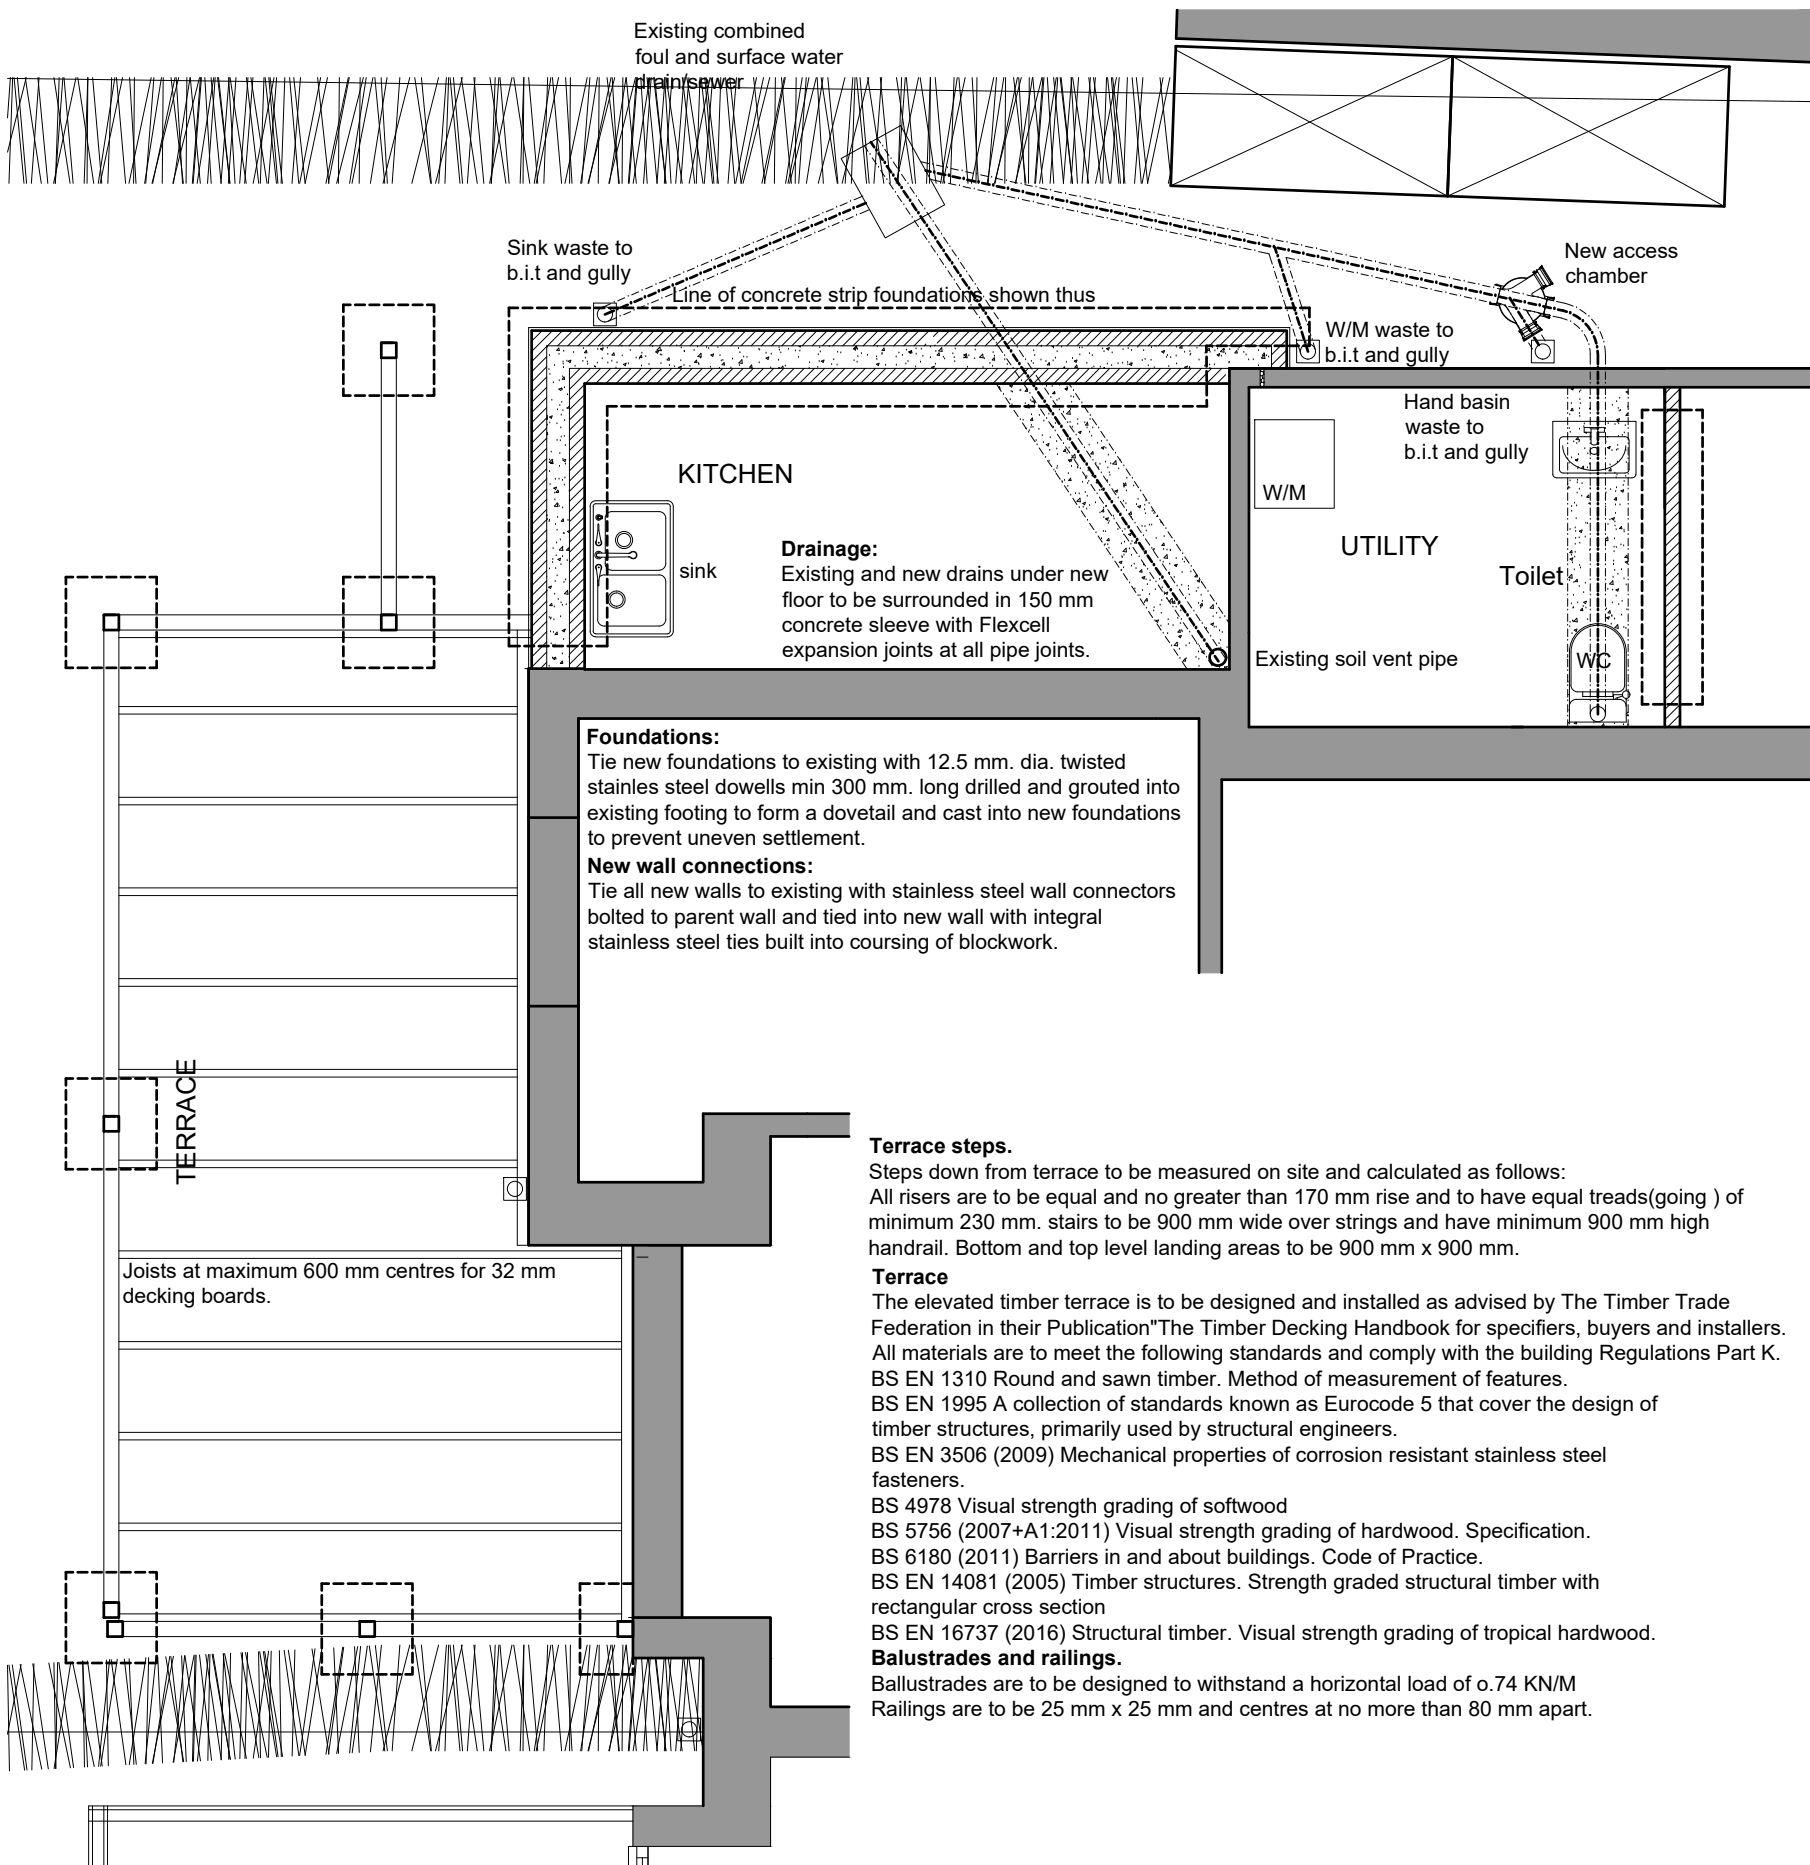 Existing combined
foul and surface water
drain/sewer
Sink waste to
b.i.t and gully
Line of concrete strip foundations shown thus
New access
chamber
W/M waste to
b.i.t and gully
Hand basin
waste to
b.i.t and gully
KITCHEN
W/M
UTILITY
sink
Toilet
WC
Existing soil vent pipe
Drainage:
Existing and new drains under new
floor to be surrounded in 150 mm
concrete sleeve with Flexcell
expansion joints at all pipe joints.
Foundations:
Tie new foundations to existing with 12.5 mm. dia. twisted
stainles steel dowells min 300 mm. long drilled and grouted into
existing footing to form a dovetail and cast into new foundations
to prevent uneven settlement.
New wall connections:
Tie all new walls to existing with stainless steel wall connectors
bolted to parent wall and tied into new wall with integral
stainless steel ties built into coursing of blockwork.
TERRACE
Joists at maximum 600 mm centres for 32 mm
decking boards.
Terrace steps.
Steps down from terrace to be measured on site and calculated as follows:
All risers are to be equal and no greater than 170 mm rise and to have equal treads(going ) of
minimum 230 mm. stairs to be 900 mm wide over strings and have minimum 900 mm high
handrail. Bottom and top level landing areas to be 900 mm x 900 mm.
Terrace
The elevated timber terrace is to be designed and installed as advised by The Timber Trade
Federation in their Publication"The Timber Decking Handbook for specifiers, buyers and installers.
All materials are to meet the following standards and comply with the building Regulations Part K.
BS EN 1310 Round and sawn timber. Method of measurement of features.
BS EN 1995 A collection of standards known as Eurocode 5 that cover the design of
timber structures, primarily used by structural engineers.
BS EN 3506 (2009) Mechanical properties of corrosion resistant stainless steel
fasteners.
BS 4978 Visual strength grading of softwood
BS 5756 (2007+A1:2011) Visual strength grading of hardwood. Specification.
BS 6180 (2011) Barriers in and about buildings. Code of Practice.
BS EN 14081 (2005) Timber structures. Strength graded structural timber with
rectangular cross section
BS EN 16737 (2016) Structural timber. Visual strength grading of tropical hardwood.
Balustrades and railings.
Ballustrades are to be designed to withstand a horizontal load of o.74 KN/M
Railings are to be 25 mm x 25 mm and centres at no more than 80 mm apart.